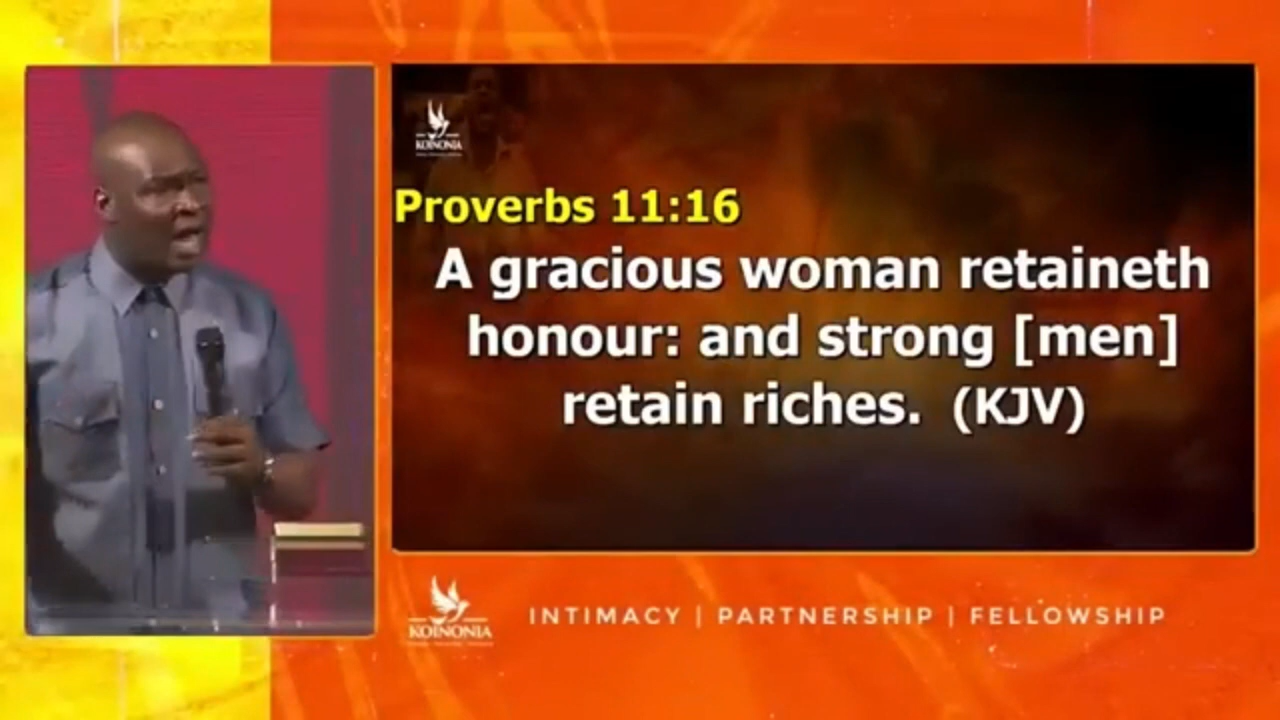 KOINONIA
Proverbs 11:16
A gracious woman retaineth
honour: and strong [men]
retain riches. (KJV)
KOINONIA
INTIMACY | PARTNERSHIP | FELLOWSHIP